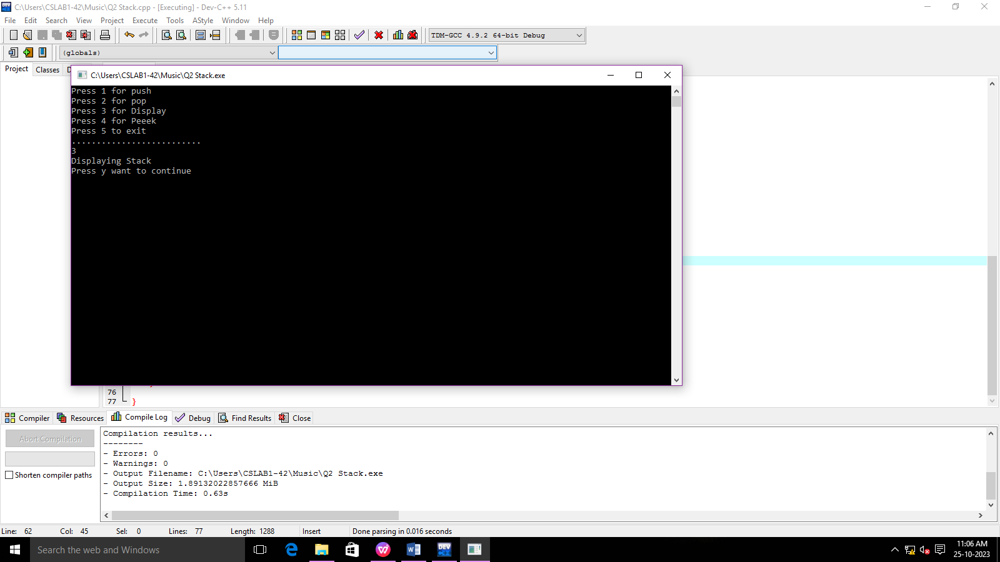 C:\Users\CSLAB1-42\Music\Q2 Stack.cpp - [Executing] - Dev-C++ 5.11
File Edit Search View Project Execute Tools AStyle Window Help
TDM-GCC 4.9.2 64-bit Debug
(globals)
Project Classes
C:\Users\CSLAB1-42\Music\Q2 Stack.exe
Press 1 for push
Press 2 for pop
Press 3 for Display
Press 4 for Peeek
Press 5 to exit
..........................
3
Displaying Stack
Press y want to continue
76
77 }
Compiler Resources Compile Log Debug Find Results Close
Abort Compilation
Shorten compiler paths
Compilation results...
--------
- Errors: 0
- Warnings: 0
- Output Filename: C:\Users\CSLAB1-42\Music\Q2 Stack.exe
- Output Size: 1.89132022857666 MiB
- Compilation Time: 0.63s
Line: 62 Col: 45 Sel: 0 Lines: 77 Length: 1288 Insert Done parsing in 0.016 seconds
Search the web and Windows
11:06 AM
25-10-2023